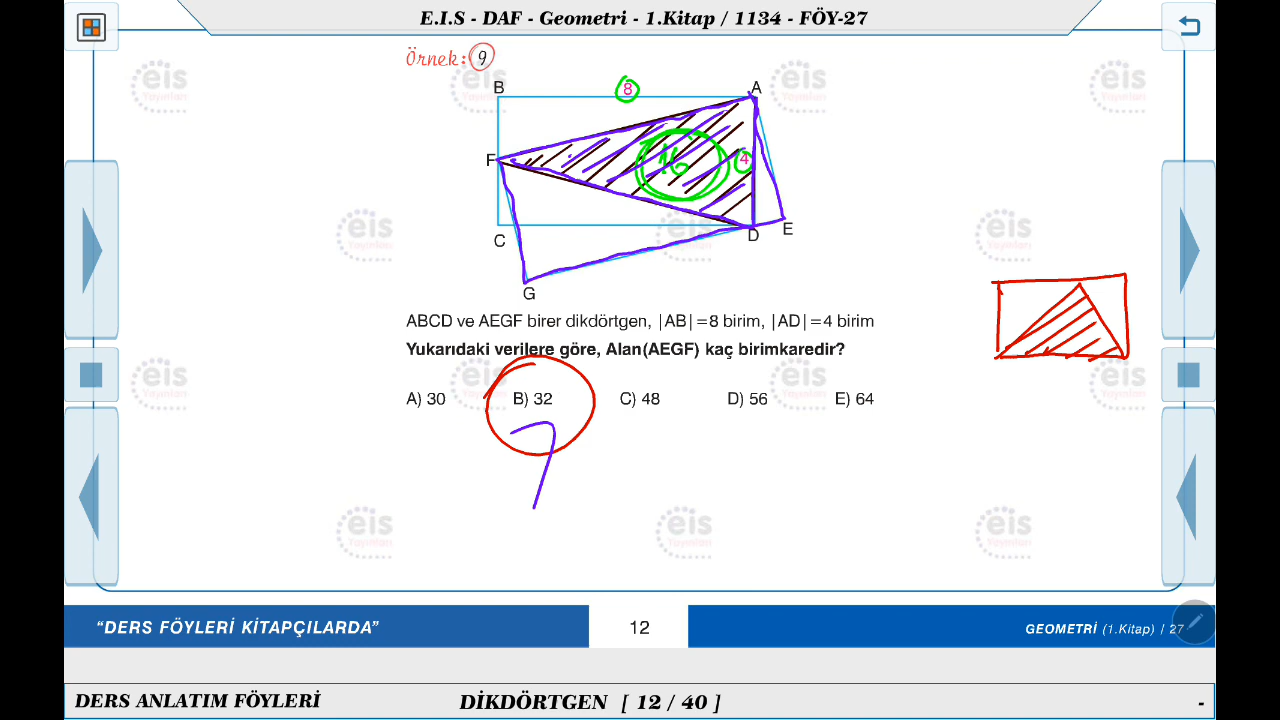 E.I.S - DAF - Geometri - 1.Kitap / 1134 - FÖY-27
Örnek: 9
B 8 A
F 16 4
C D E
G
ABCD ve AEGF birer dikdörtgen, |AB|=8 birim, |AD|=4 birim
Yukarıdaki verilere göre, Alan(AEGF) kaç birimkaredir?
A) 30 B) 32 C) 48 D) 56 E) 64
eis Yayınları
"DERS FÖYLERİ KİTAPÇILARDA"
12
GEOMETRİ (1.Kitap) / 27
DERS ANLATIM FÖYLERİ DİKDÖRTGEN [ 12 / 40 ] -